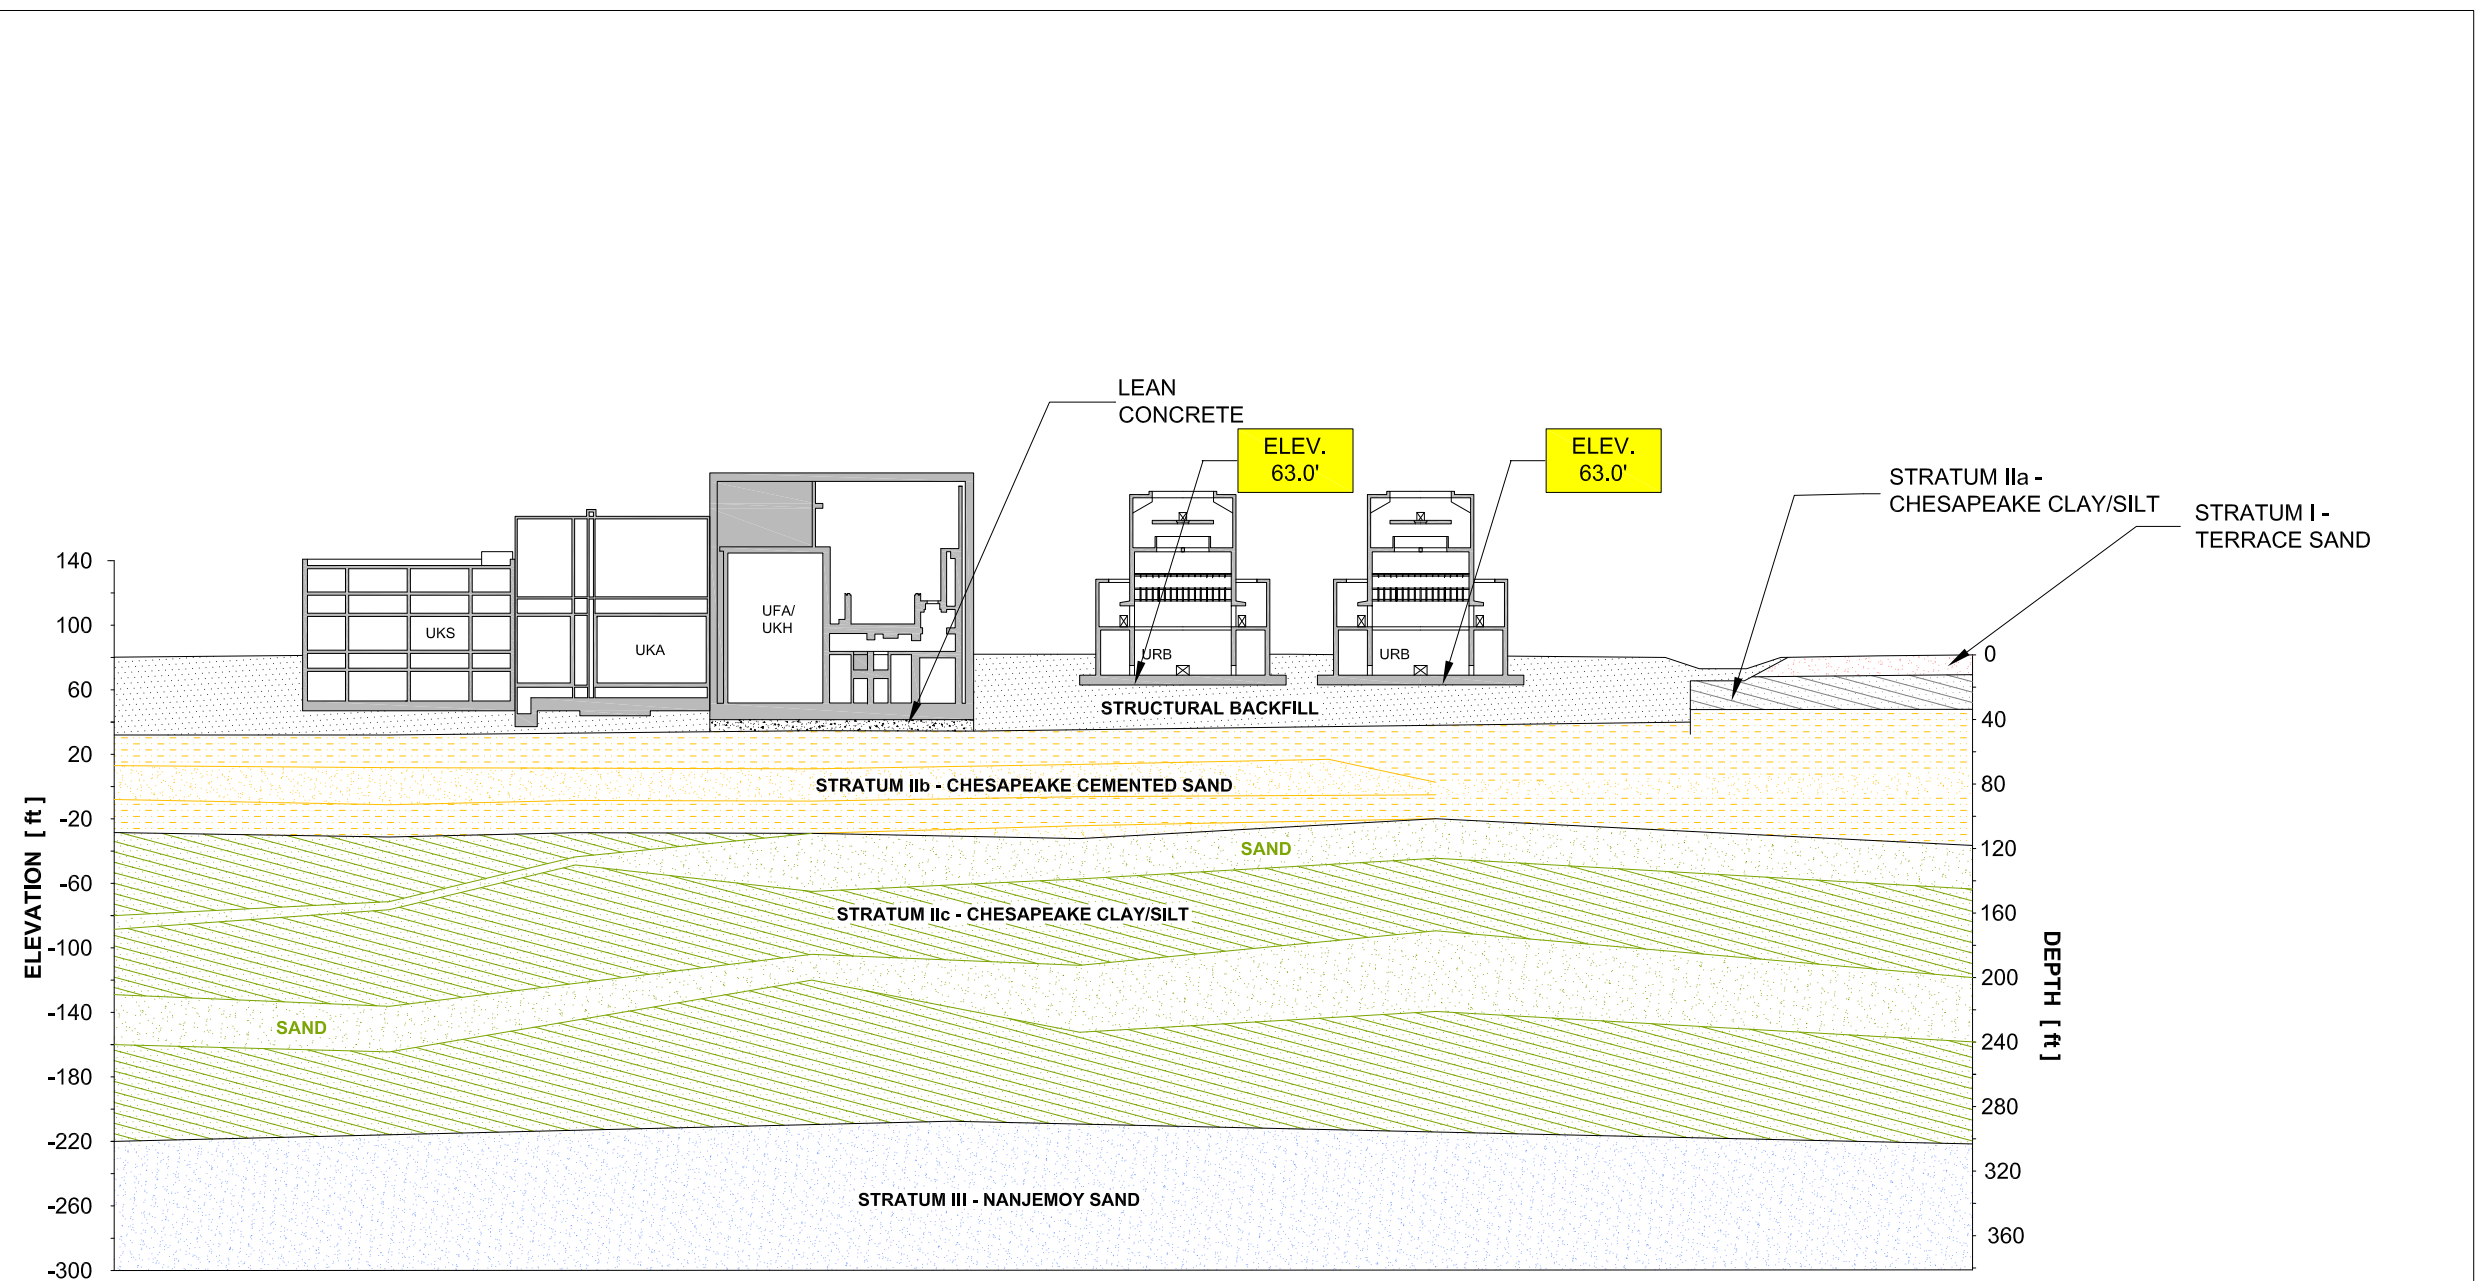 LEAN
CONCRETE
ELEV.
63.0'
ELEV.
63.0'
STRATUM IIa -
CHESAPEAKE CLAY/SILT
STRATUM I -
TERRACE SAND
UKS
UKA
UFA/
UKH
URB
URB
STRUCTURAL BACKFILL
STRATUM IIb - CHESAPEAKE CEMENTED SAND
SAND
STRATUM IIc - CHESAPEAKE CLAY/SILT
SAND
STRATUM III - NANJEMOY SAND
ELEVATION [ ft ]
140
100
60
20
-20
-60
-100
-140
-180
-220
-260
-300
DEPTH [ ft ]
0
40
80
120
160
200
240
280
320
360